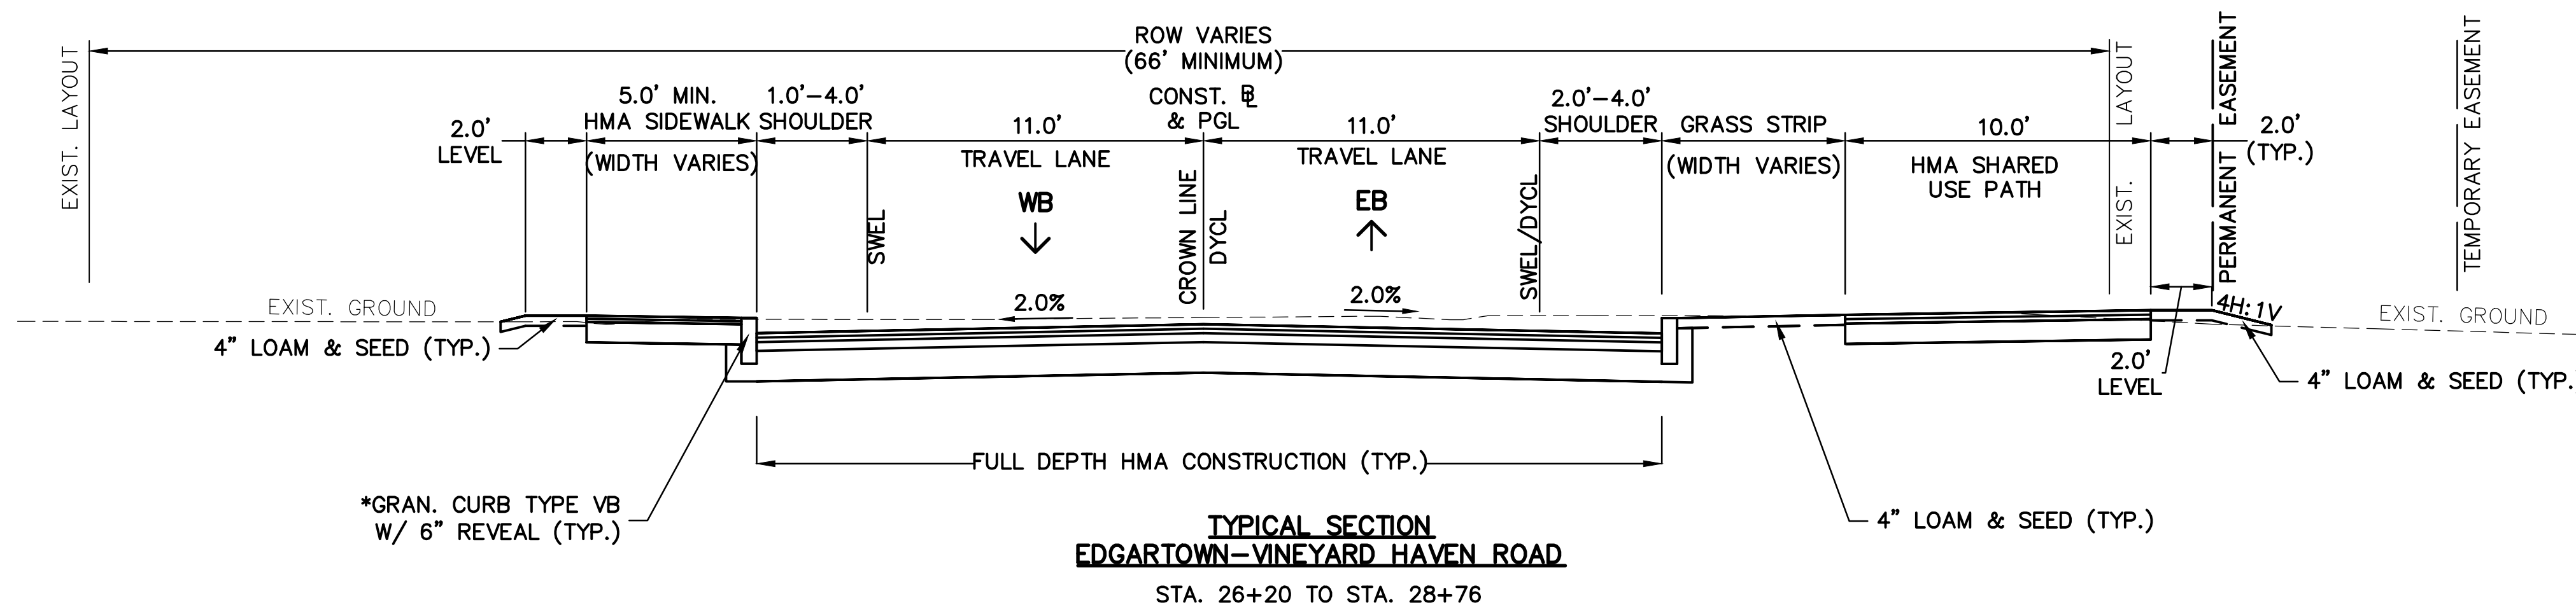 ROW VARIES
(66' MINIMUM)
EXIST. LAYOUT
2.0'
LEVEL
5.0' MIN.
HMA SIDEWALK
(WIDTH VARIES)
1.0'-4.0'
SHOULDER
SWEL
11.0'
TRAVEL LANE
WB
CONST. BL
& PGL
CROWN LINE
DYCL
11.0'
TRAVEL LANE
EB
SWEL/DYCL
2.0'-4.0'
SHOULDER
GRASS STRIP
(WIDTH VARIES)
10.0'
HMA SHARED
USE PATH
EXIST. LAYOUT
PERMANENT EASEMENT
2.0'
(TYP.)
TEMPORARY EASEMENT
EXIST. GROUND
2.0%
2.0%
4H:1V
EXIST. GROUND
4" LOAM & SEED (TYP.)
2.0'
LEVEL
4" LOAM & SEED (TYP.
FULL DEPTH HMA CONSTRUCTION (TYP.)
*GRAN. CURB TYPE VB
W/ 6" REVEAL (TYP.)
4" LOAM & SEED (TYP.)
TYPICAL SECTION
EDGARTOWN-VINEYARD HAVEN ROAD
STA. 26+20 TO STA. 28+76